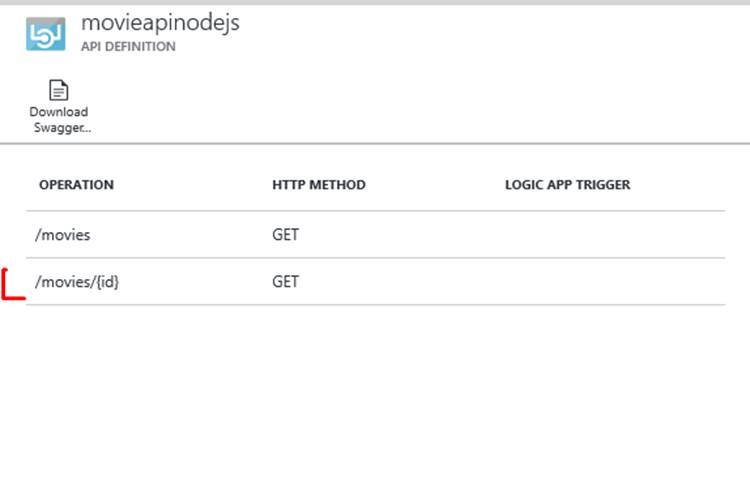 movieapinodejs
API DEFINITION
Download
Swagger...
OPERATION HTTP METHOD LOGIC APP TRIGGER
/movies GET
/movies/{id} GET